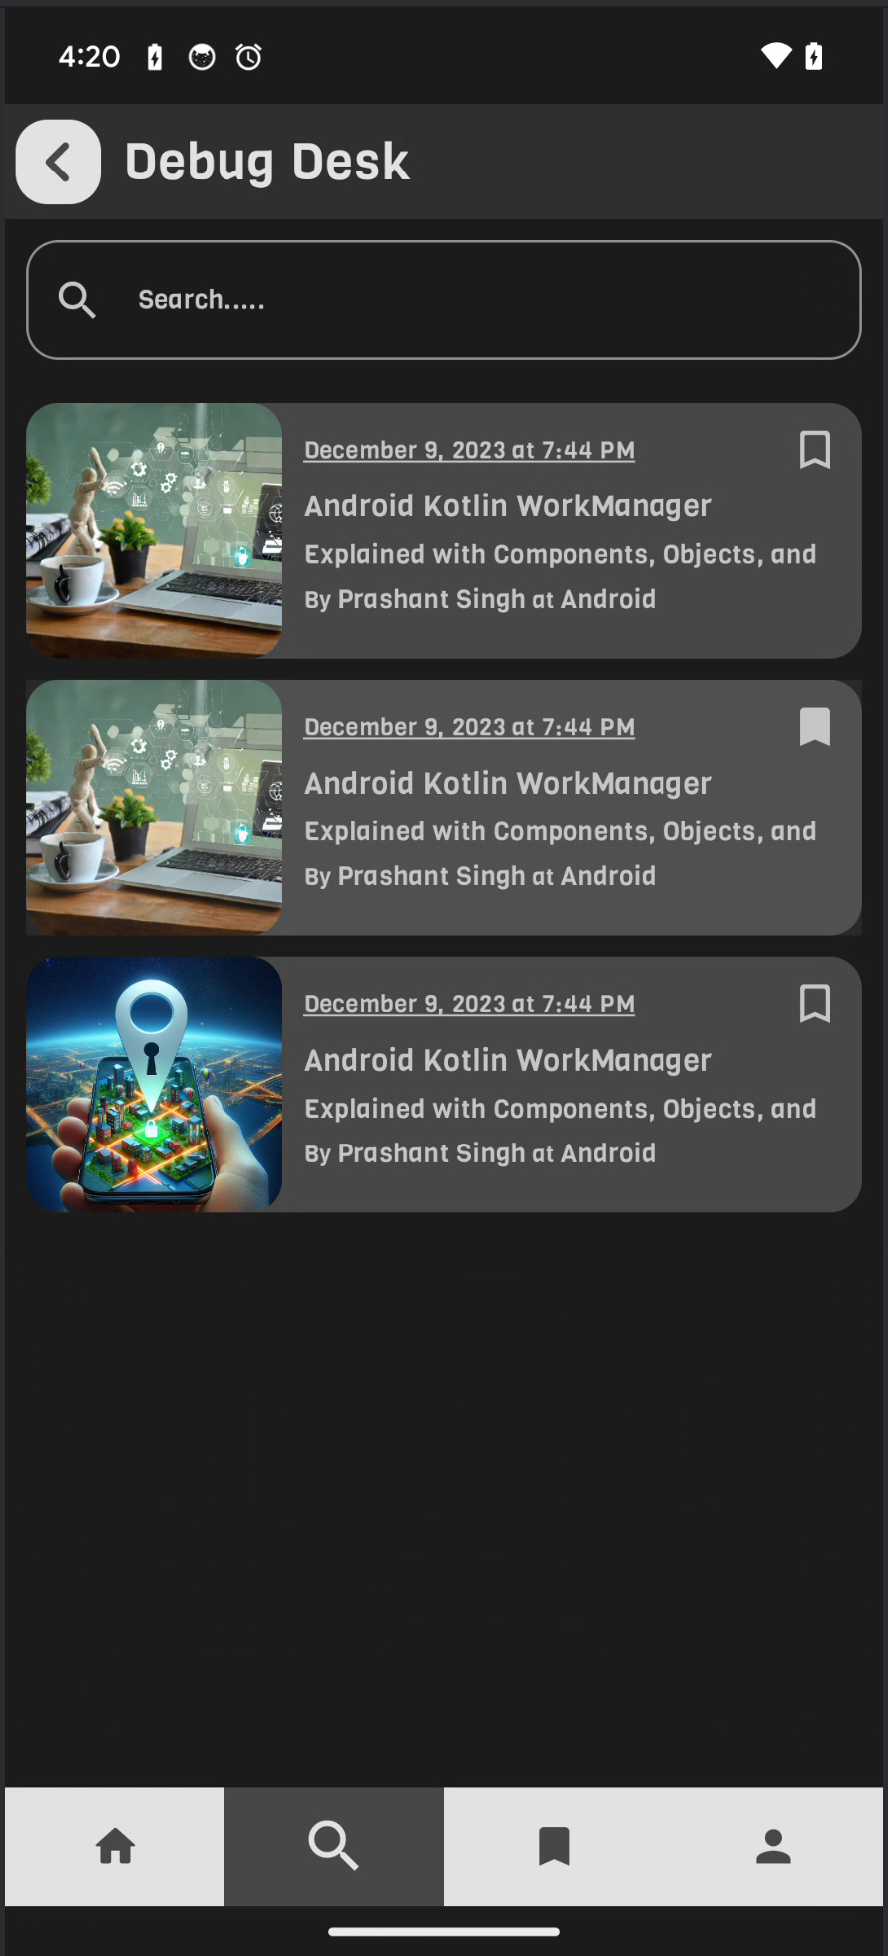 4:20
Debug Desk
Search.....
December 9, 2023 at 7:44 PM
Android Kotlin WorkManager
Explained with Components, Objects, and
By Prashant Singh at Android
December 9, 2023 at 7:44 PM
Android Kotlin WorkManager
Explained with Components, Objects, and
By Prashant Singh at Android
December 9, 2023 at 7:44 PM
Android Kotlin WorkManager
Explained with Components, Objects, and
By Prashant Singh at Android